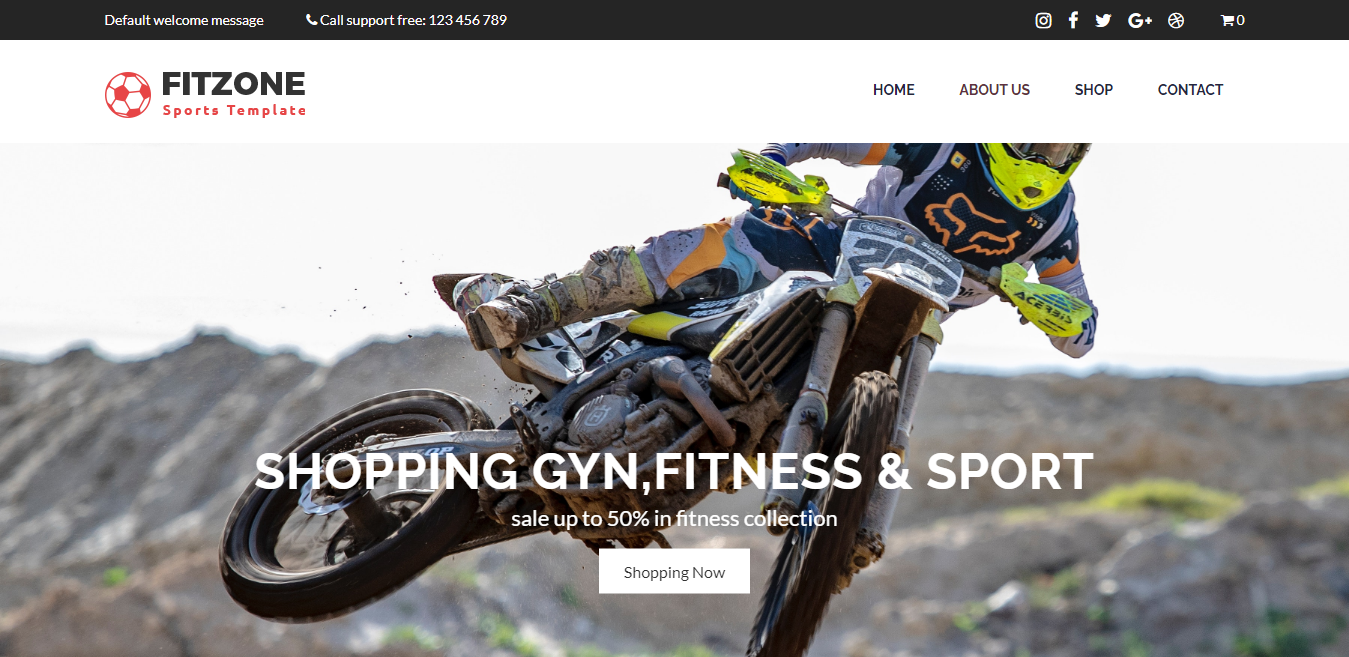 Default welcome message
Call support free: 123 456 789
0
FITZONE
Sports Template
HOME
ABOUT US
SHOP
CONTACT
ACERBIS
SHOPPING GYN,FITNESS & SPORT
sale up to 50% in fitness collection
Shopping Now